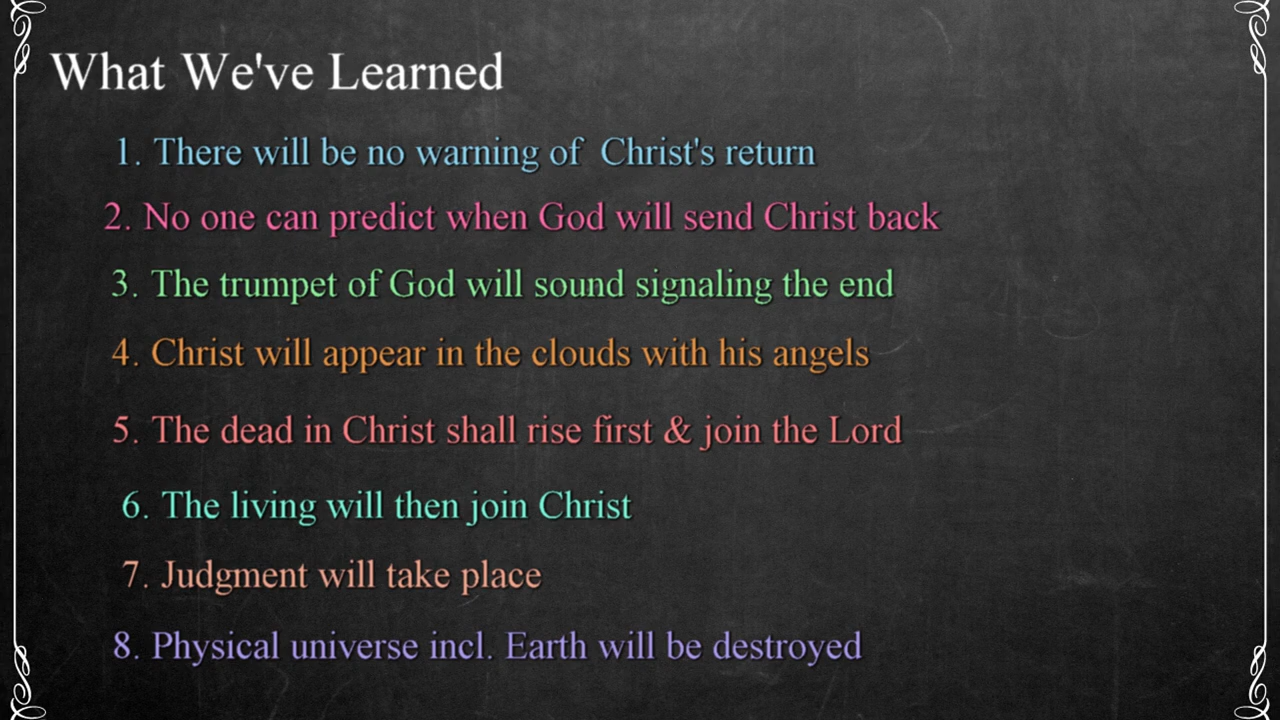 What We've Learned
1. There will be no warning of  Christ's return
2. No one can predict when God will send Christ back
3. The trumpet of God will sound signaling the end
4. Christ will appear in the clouds with his angels
5. The dead in Christ shall rise first & join the Lord
6. The living will then join Christ
7. Judgment will take place
8. Physical universe incl. Earth will be destroyed